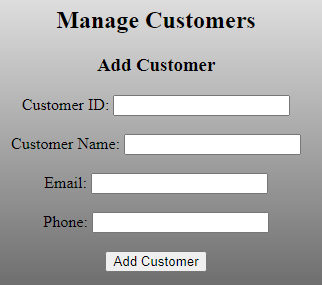 Manage Customers
Add Customer
Customer ID:
Customer Name:
Email:
Phone:
Add Customer